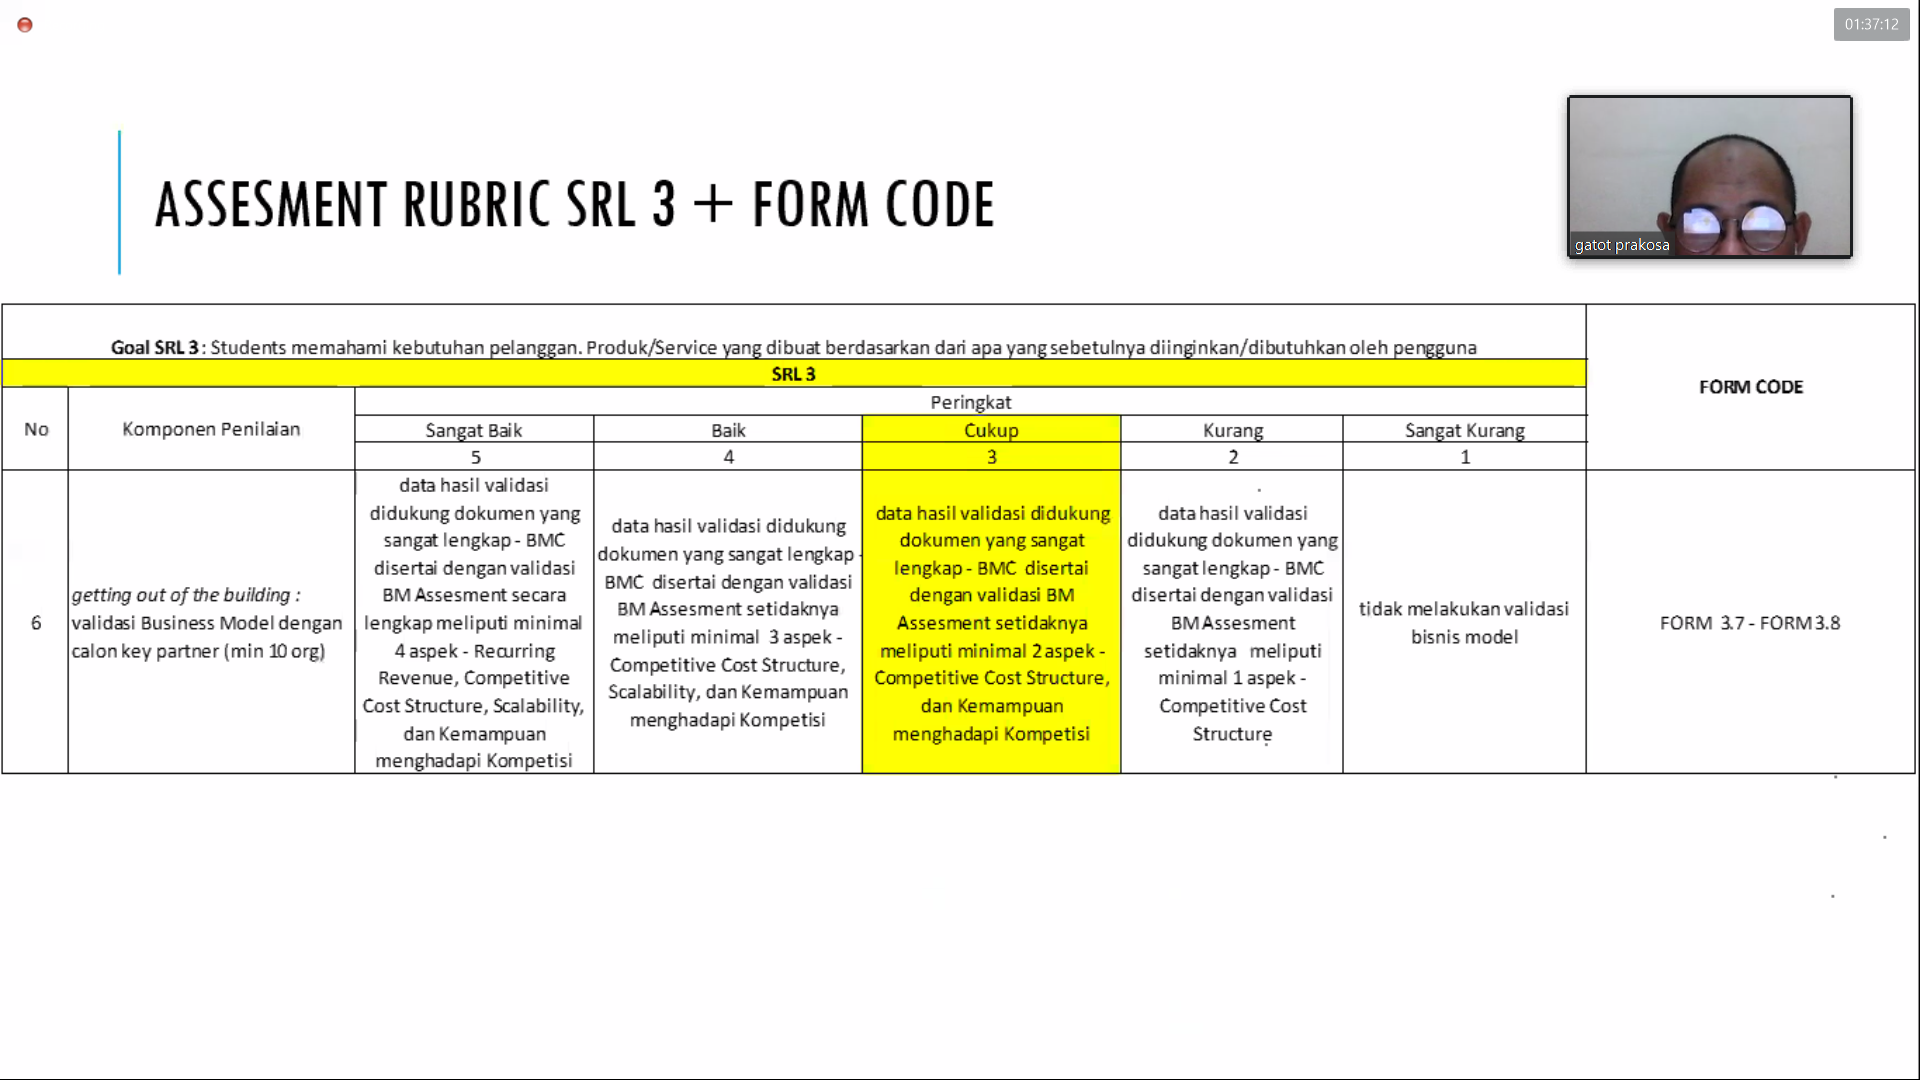 01:37:12
ASSESMENT RUBRIC SRL 3 + FORM CODE
gatot prakosa
Goal SRL 3 : Students memahami kebutuhan pelanggan. Produk/Service yang dibuat berdasarkan dari apa yang sebetulnya diinginkan/dibutuhkan oleh pengguna
FORM CODE
SRL 3
No
Komponen Penilaian
Peringkat
Sangat Baik
Baik
Cukup
Kurang
Sangat Kurang
5
4
3
2
1
6
getting out of the building :
validasi Business Model dengan
calon key partner (min 10 org)
data hasil validasi
didukung dokumen yang
sangat lengkap - BMC
disertai dengan validasi
BM Assesment secara
lengkap meliputi minimal
4 aspek - Recurring
Revenue, Competitive
Cost Structure, Scalability,
dan Kemampuan
menghadapi Kompetisi
data hasil validasi didukung
dokumen yang sangat lengkap -
BMC disertai dengan validasi
BM Assesment setidaknya
meliputi minimal 3 aspek -
Competitive Cost Structure,
Scalability, dan Kemampuan
menghadapi Kompetisi
data hasil validasi didukung
dokumen yang sangat
lengkap - BMC disertai
dengan validasi BM
Assesment setidaknya
meliputi minimal 2 aspek -
Competitive Cost Structure,
dan Kemampuan
menghadapi Kompetisi
data hasil validasi
didukung dokumen yang
sangat lengkap - BMC
disertai dengan validasi
BM Assesment
setidaknya meliputi
minimal 1 aspek -
Competitive Cost
Structure
tidak melakukan validasi
bisnis model
FORM 3.7 - FORM 3.8